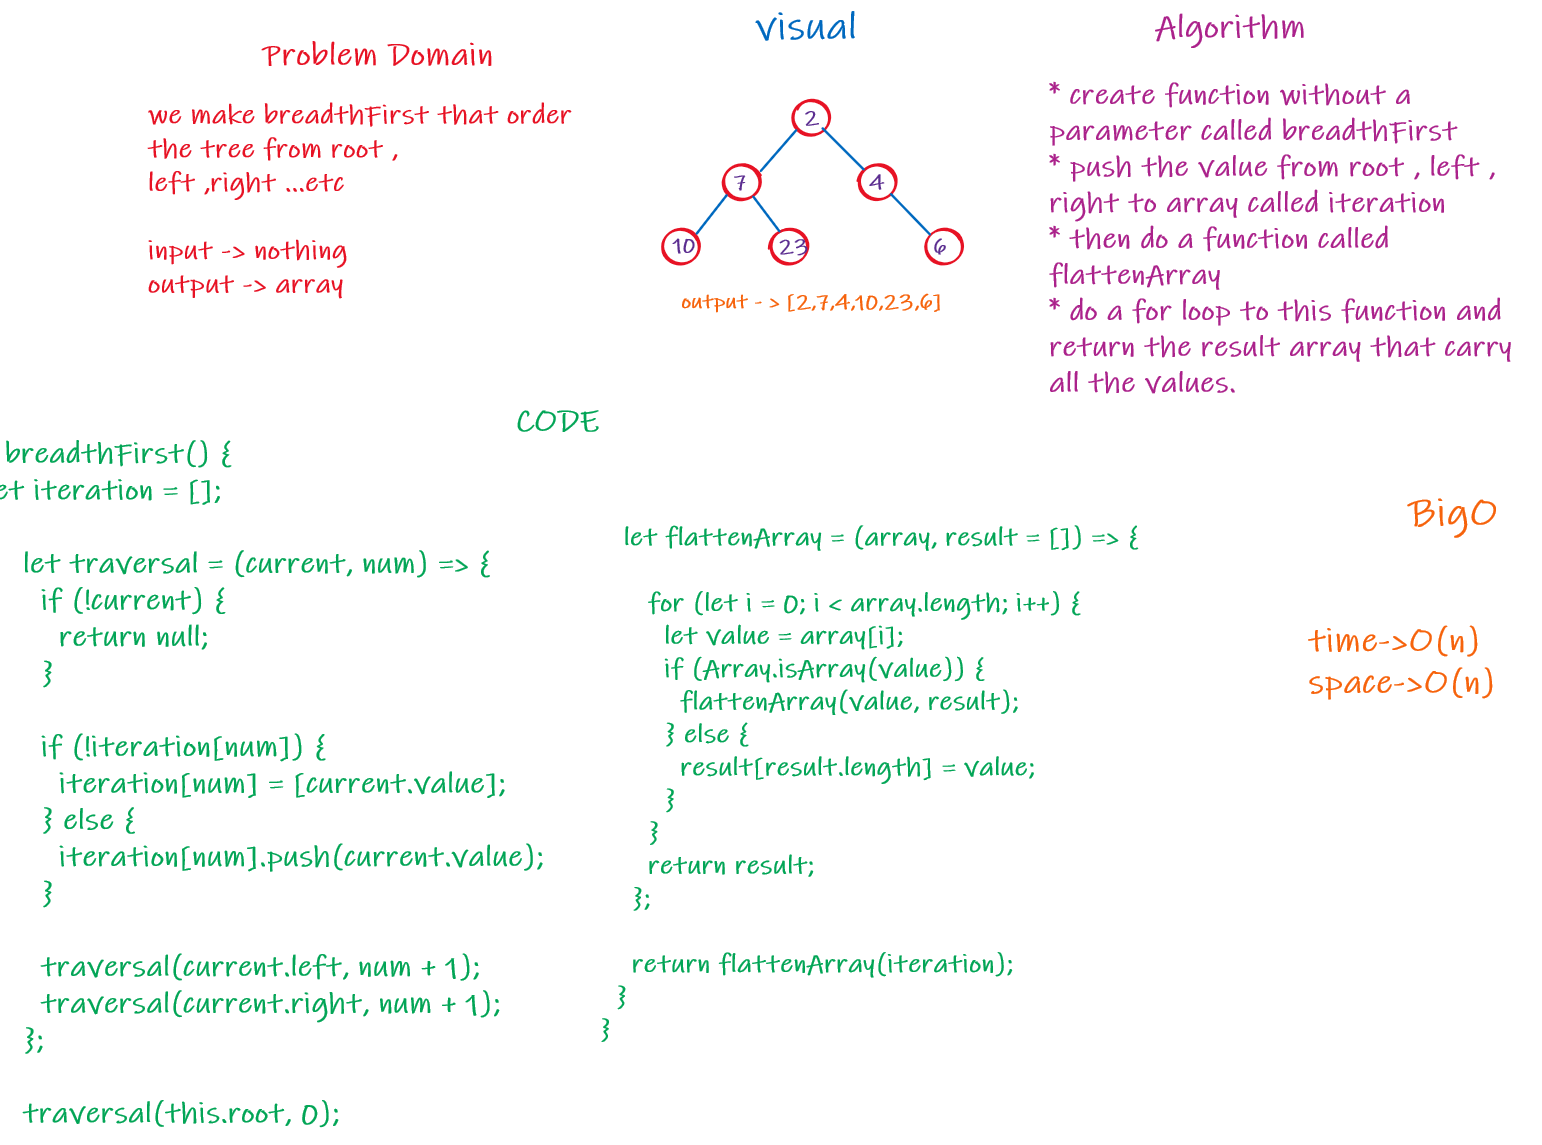 Problem Domain
we make breadthFirst that order
the tree from root ,
left ,right ...etc
input -> nothing
output -> array
visual
2
7
4
10
23
6
output - > [2,7,4,10,23,6]
Algorithm
* create function without a
parameter called breadthFirst
* push the value from root , left ,
right to array called iteration
* then do a function called
flattenArray
* do a for loop to this function and
return the result array that carry
all the values.
CODE
breadthFirst() {
et iteration = [];
let traversal = (current, num) => {
if (!current) {
return null;
}
if (!iteration[num]) {
iteration[num] = [current.value];
} else {
iteration[num].push(current.value);
}
traversal(current.left, num + 1);
traversal(current.right, num + 1);
};
traversal(this.root, 0);
let flattenArray = (array, result = []) => {
for (let i = 0; i < array.length; i++) {
let value = array[i];
if (Array.isArray(value)) {
flattenArray(value, result);
} else {
result[result.length] = value;
}
}
return result;
};
return flattenArray(iteration);
}
}
BigO
time->O(n)
space->O(n)